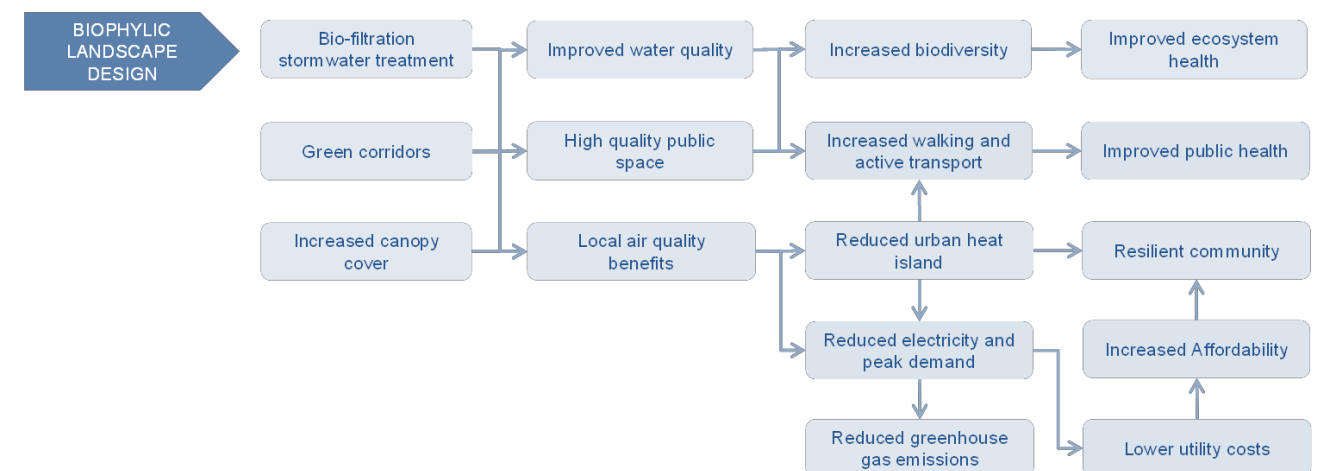 BIOPHYLIC
LANDSCAPE
DESIGN
Bio-filtration
stormwater treatment
Improved water quality
Increased biodiversity
Improved ecosystem
health
Green corridors
High quality public
space
Increased walking and
active transport
Improved public health
Increased canopy
cover
Local air quality
benefits
Reduced urban heat
island
Resilient community
Reduced electricity and
peak demand
Increased Affordability
Reduced greenhouse
gas emissions
Lower utility costs